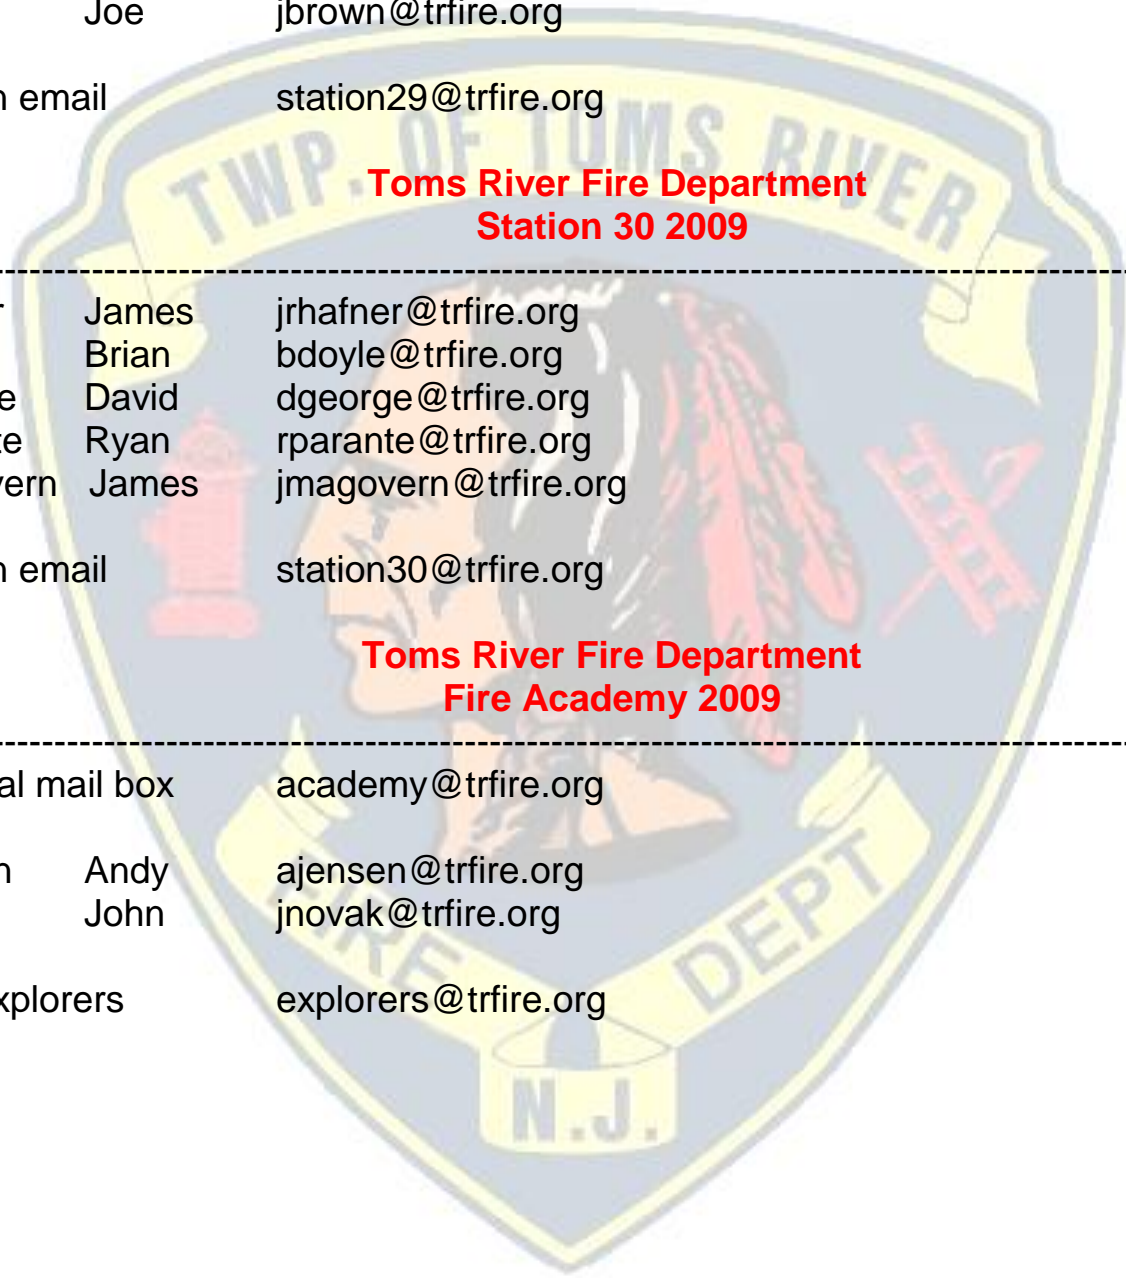 Joe jbrown@trfire.org
n email station29@trfire.org
Toms River Fire Department
Station 30 2009
r James jrhafner@trfire.org
Brian bdoyle@trfire.org
e David dgeorge@trfire.org
te Ryan rparante@trfire.org
vern James jmagovern@trfire.org
n email station30@trfire.org
Toms River Fire Department
Fire Academy 2009
al mail box academy@trfire.org
n Andy ajensen@trfire.org
John jnovak@trfire.org
xplorers explorers@trfire.org
TWP. OF TOMS RIVER
FIRE DEPT
N.J.